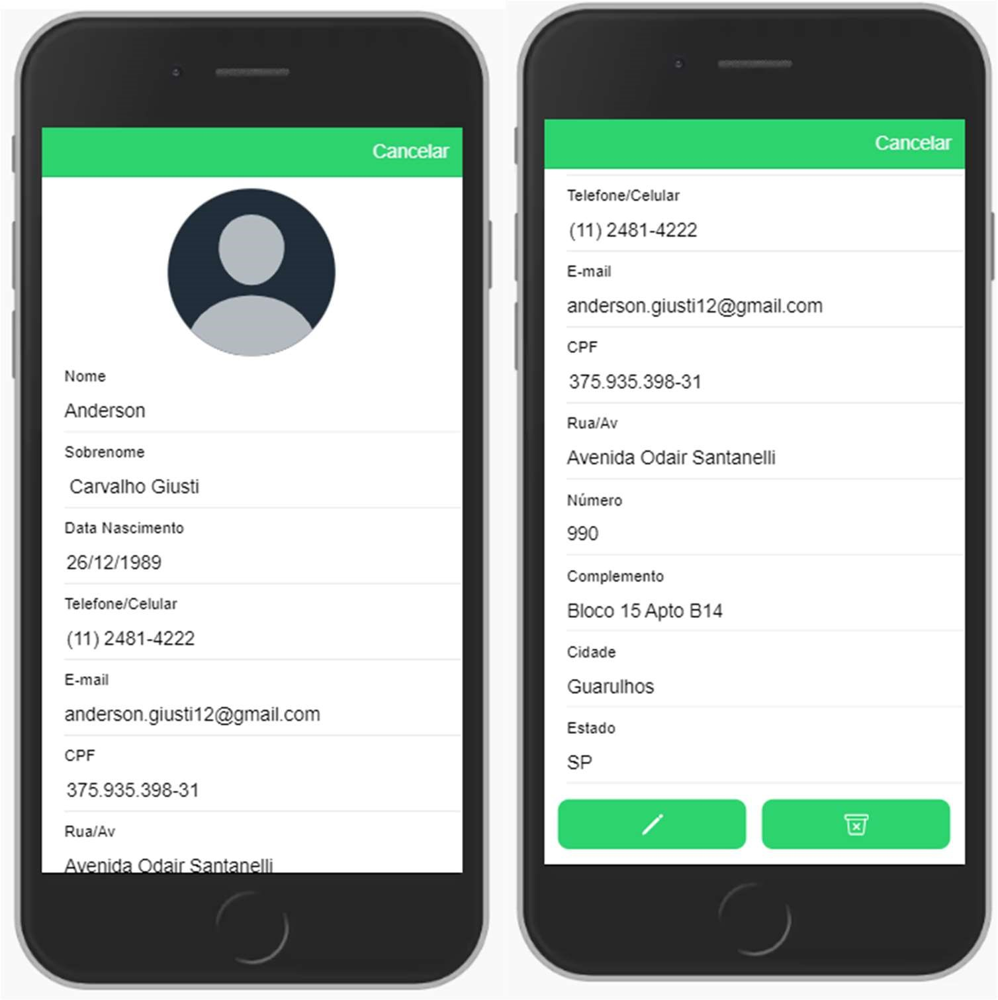 Cancelar
Nome
Anderson
Sobrenome
Carvalho Giusti
Data Nascimento
26/12/1989
Telefone/Celular
(11) 2481-4222
E-mail
anderson.giusti12@gmail.com
CPF
375.935.398-31
Rua/Av
Avenida Odair Santanelli
Cancelar
Telefone/Celular
(11) 2481-4222
E-mail
anderson.giusti12@gmail.com
CPF
375.935.398-31
Rua/Av
Avenida Odair Santanelli
Número
990
Complemento
Bloco 15 Apto B14
Cidade
Guarulhos
Estado
SP